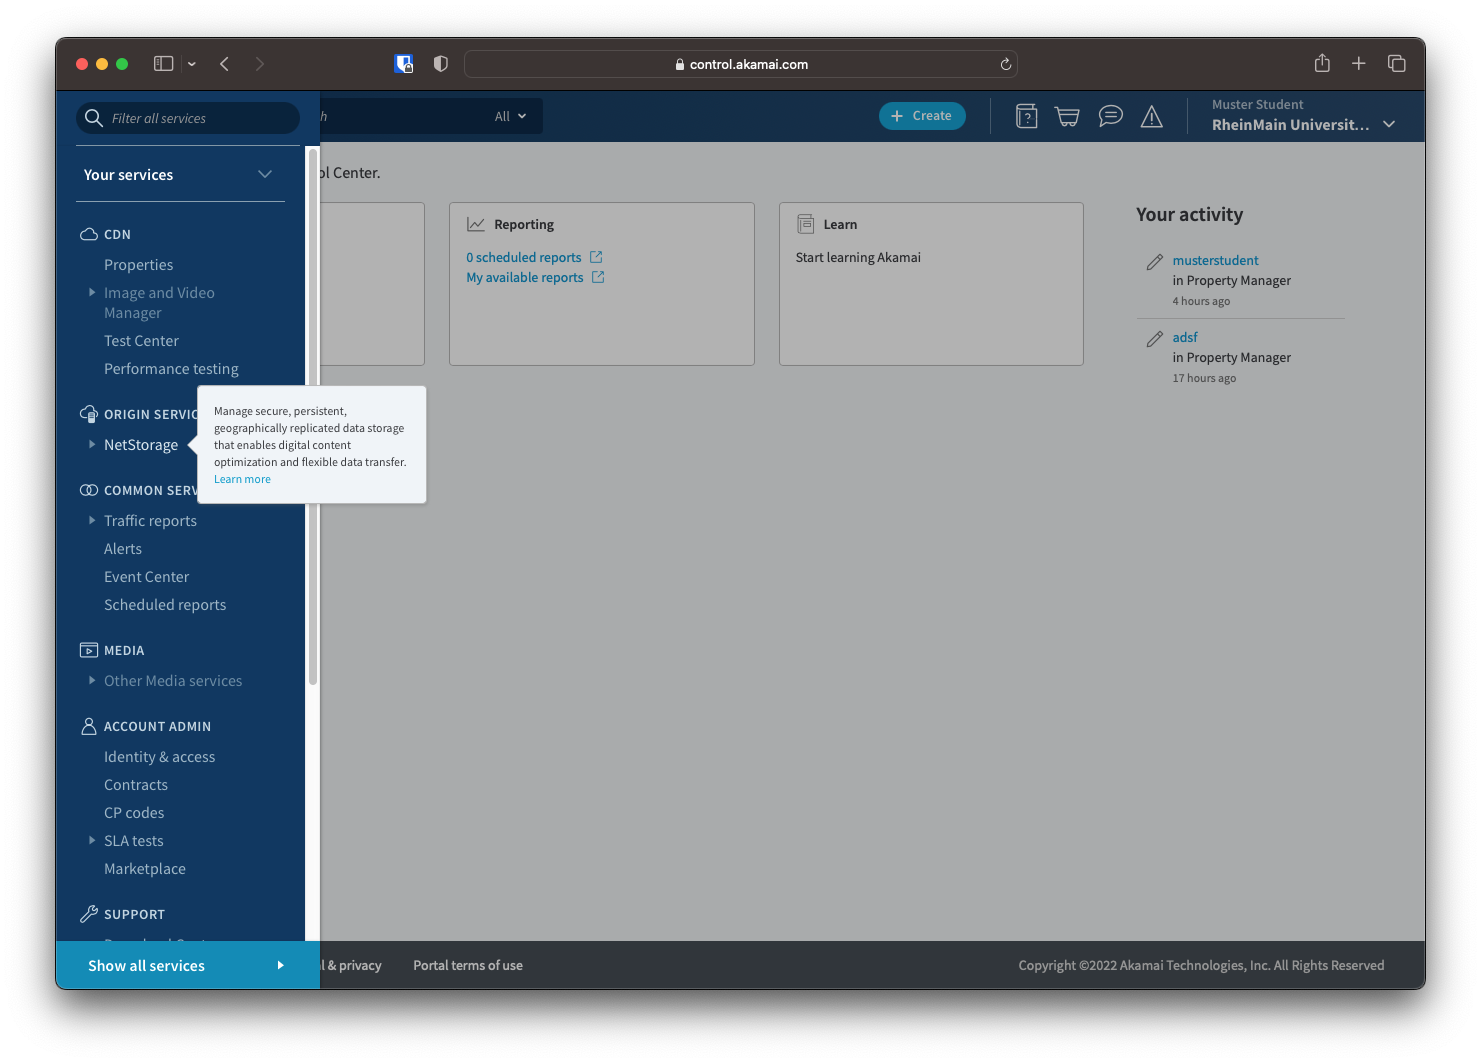 control.akamai.com
Filter all services
All
Create
Muster Student
RheinMain Universit...
Your services
Center.
CDN
Properties
Image and Video
Manager
Test Center
Performance testing
ORIGIN
NetStorage
Manage secure, persistent,
geographically replicated data storage
that enables digital content
optimization and flexible data transfer.
Learn more
COMMON
Traffic reports
Alerts
Event Center
Scheduled reports
MEDIA
Other Media services
ACCOUNT ADMIN
Identity & access
Contracts
CP codes
SLA tests
Marketplace
SUPPORT
Show all services
Reporting
0 scheduled reports
My available reports
Learn
Start learning Akamai
Your activity
musterstudent
in Property Manager
4 hours ago
adsf
in Property Manager
17 hours ago
& privacy
Portal terms of use
Copyright ©2022 Akamai Technologies, Inc. All Rights Reserved